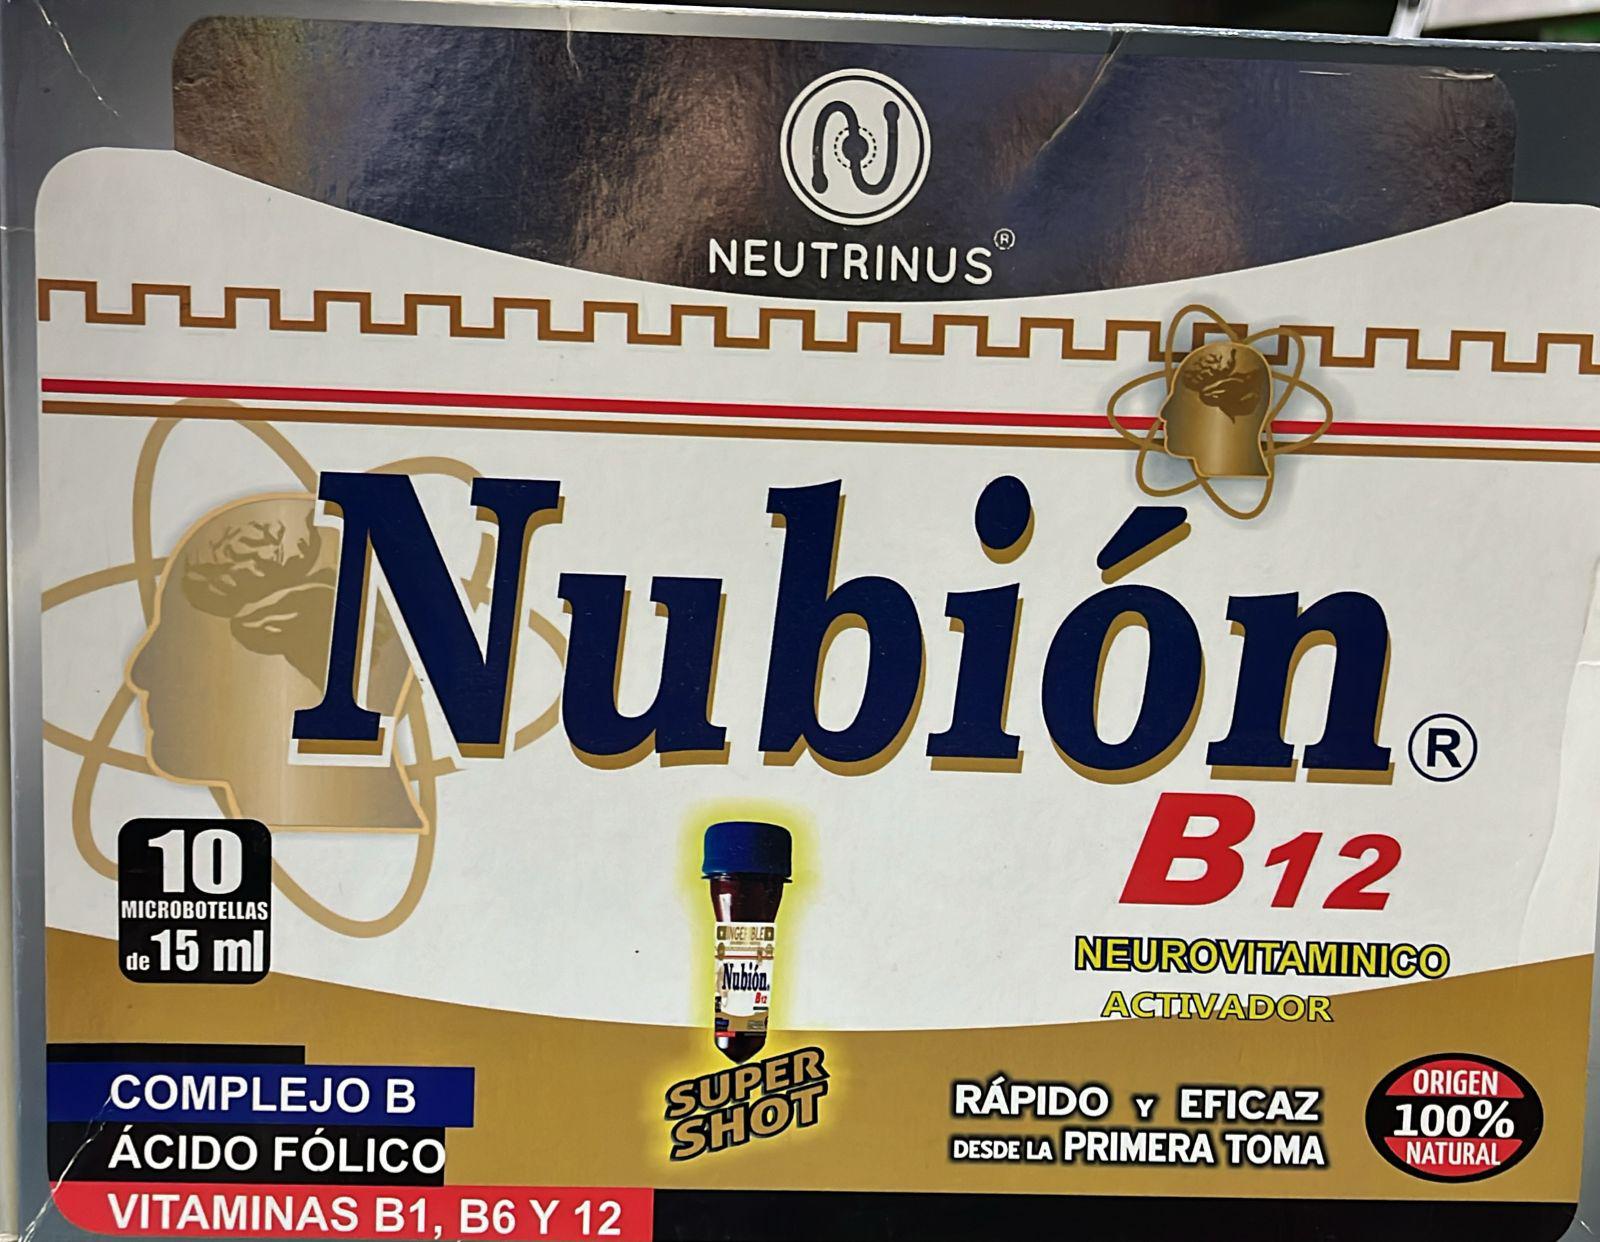 NEUTRINUS®
Nubión®
B12
NEUROVITAMINICO
ACTIVADOR
10
MICROBOTELLAS
de 15 ml
INGERIBLE
Nubión
B12
SUPER
SHOT
COMPLEJO B
ÁCIDO FÓLICO
VITAMINAS B1, B6 Y 12
RÁPIDO Y EFICAZ
DESDE LA PRIMERA TOMA
ORIGEN
100%
NATURAL